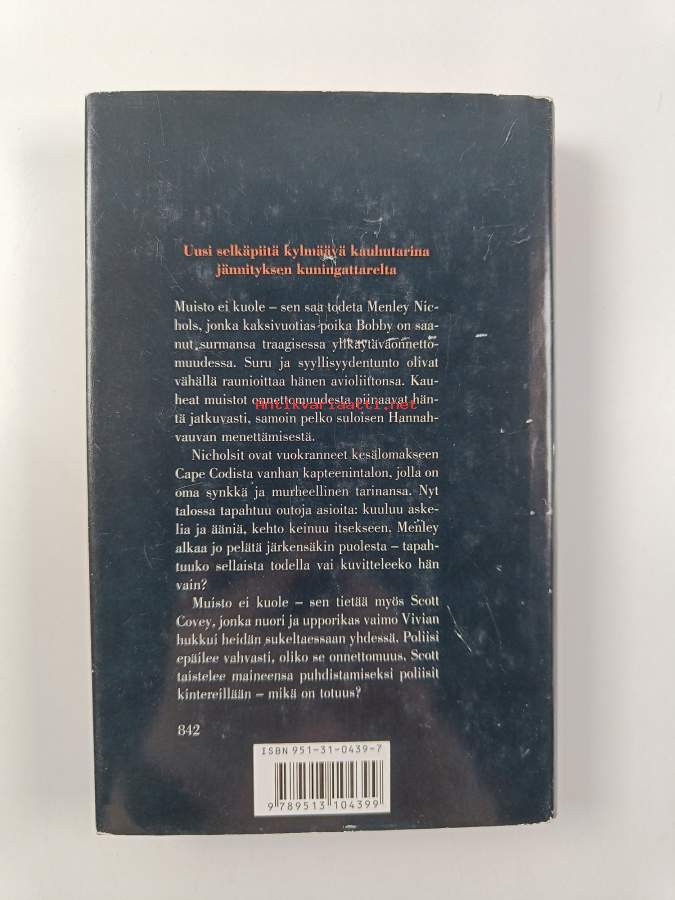 Uusi selkäpiitä kylmäävä kauhutarina
jännityksen kuningattarelta
Muisto ei kuole – sen saa todeta Menley Nic-
hols, jonka kaksivuotias poika Bobby on saa-
nut surmansa traagisessa ylikäytäväonnetto-
muudessa. Suru ja syyllisyydentunto olivat
vähällä raunioittaa hänen avioliittonsa. Kau-
heat muistot onnettomuudesta piinaavat hän-
antikvariaatti.net
tä jatkuvasti, samoin pelko suloisen Hannah-
vauvan menettämisestä.
Nicholsit ovat vuokranneet kesälomakseen
Cape Codista vanhan kapteenintalon, jolla on
oma synkkä ja murheellinen tarinansa. Nyt
talossa tapahtuu outoja asioita: kuuluu aske-
lia ja ääniä, kehto keinuu itsekseen. Menley
alkaa jo pelätä järkensäkin puolesta – tapah-
tuuko sellaista todella vai kuvitteleeko hän
vain?
Muisto ei kuole – sen tietää myös Scott
Covey, jonka nuori ja upporikas vaimo Vivian
hukkui heidän sukeltaessaan yhdessä. Poliisi
epäilee vahvasti, oliko se onnettomuus. Scott
taistelee maineensa puhdistamiseksi poliisit
kintereillään – mikä on totuus?
842
ISBN 951-31-0439-7
9 789513 104399